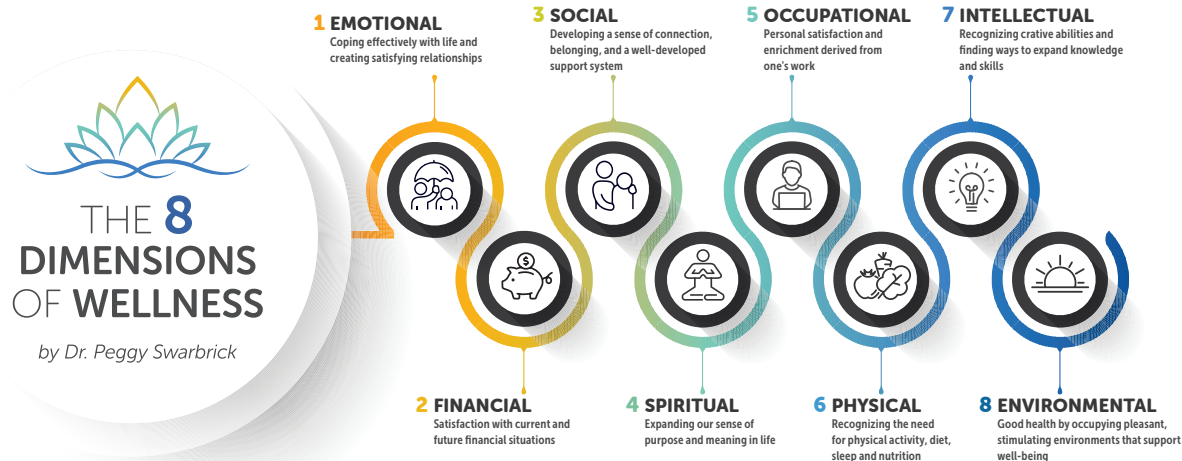 THE 8
DIMENSIONS
OF WELLNESS
by Dr. Peggy Swarbrick
1 EMOTIONAL
Coping effectively with life and
creating satisfying relationships
2 FINANCIAL
Satisfaction with current and
future financial situations
3 SOCIAL
Developing a sense of connection,
belonging, and a well-developed
support system
4 SPIRITUAL
Expanding our sense of
purpose and meaning in life
5 OCCUPATIONAL
Personal satisfaction and
enrichment derived from
one's work
6 PHYSICAL
Recognizing the need
for physical activity, diet,
sleep and nutrition
7 INTELLECTUAL
Recognizing crative abilities and
finding ways to expand knowledge
and skills
8 ENVIRONMENTAL
Good health by occupying pleasant,
stimulating environments that support
well-being
$